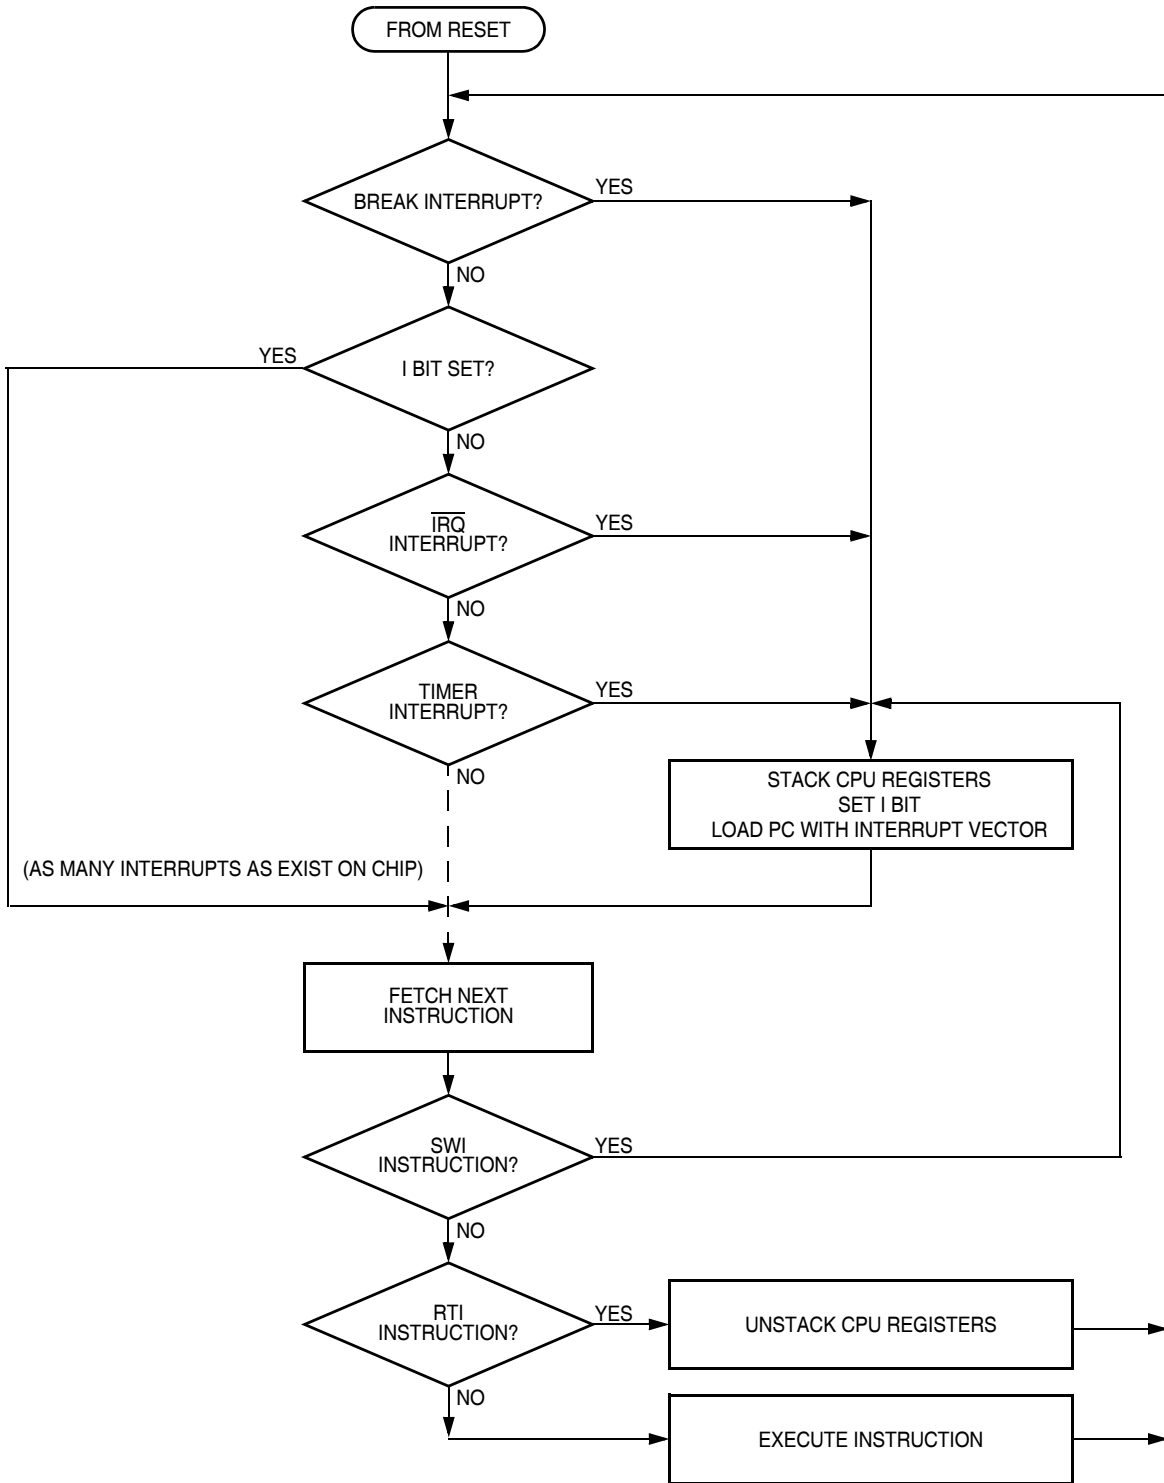 FROM RESET
BREAK INTERRUPT?
YES
NO
YES
I BIT SET?
NO
IRQ
INTERRUPT?
YES
NO
TIMER
INTERRUPT?
YES
NO
STACK CPU REGISTERS
SET I BIT
LOAD PC WITH INTERRUPT VECTOR
(AS MANY INTERRUPTS AS EXIST ON CHIP)
FETCH NEXT
INSTRUCTION
SWI
INSTRUCTION?
YES
NO
RTI
INSTRUCTION?
YES
UNSTACK CPU REGISTERS
NO
EXECUTE INSTRUCTION